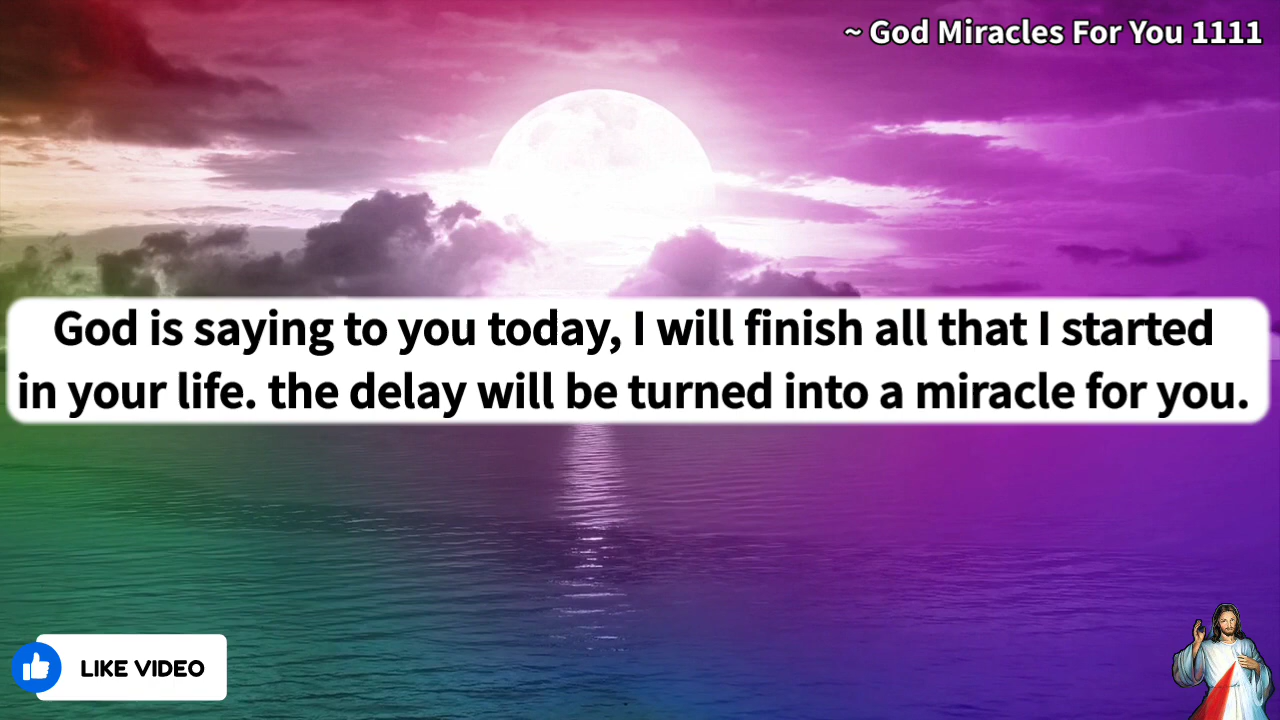 ~ God Miracles For You 1111
God is saying to you today, I will finish all that I started
in your life. the delay will be turned into a miracle for you.
LIKE VIDEO